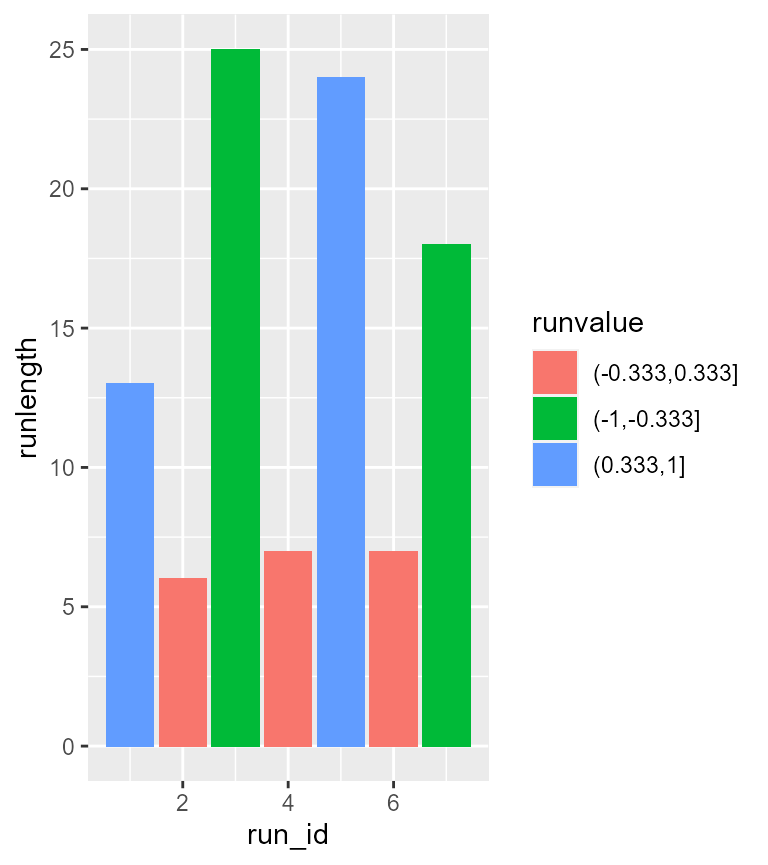 25
20
15
10
5
0
runlength
2 4 6
run_id
runvalue
(-0.333,0.333]
(-1,-0.333]
(0.333,1]